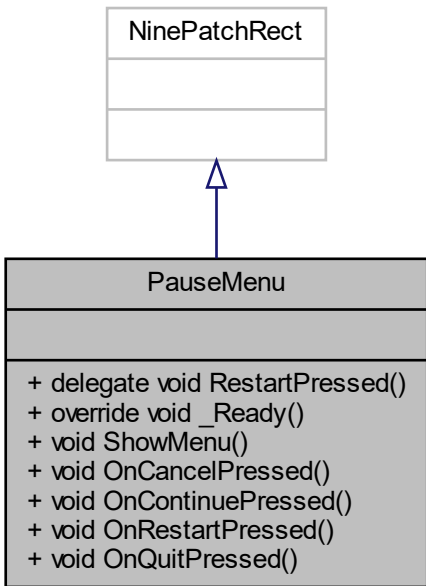 NinePatchRect
PauseMenu
+ delegate void RestartPressed()
+ override void _Ready()
+ void ShowMenu()
+ void OnCancelPressed()
+ void OnContinuePressed()
+ void OnRestartPressed()
+ void OnQuitPressed()